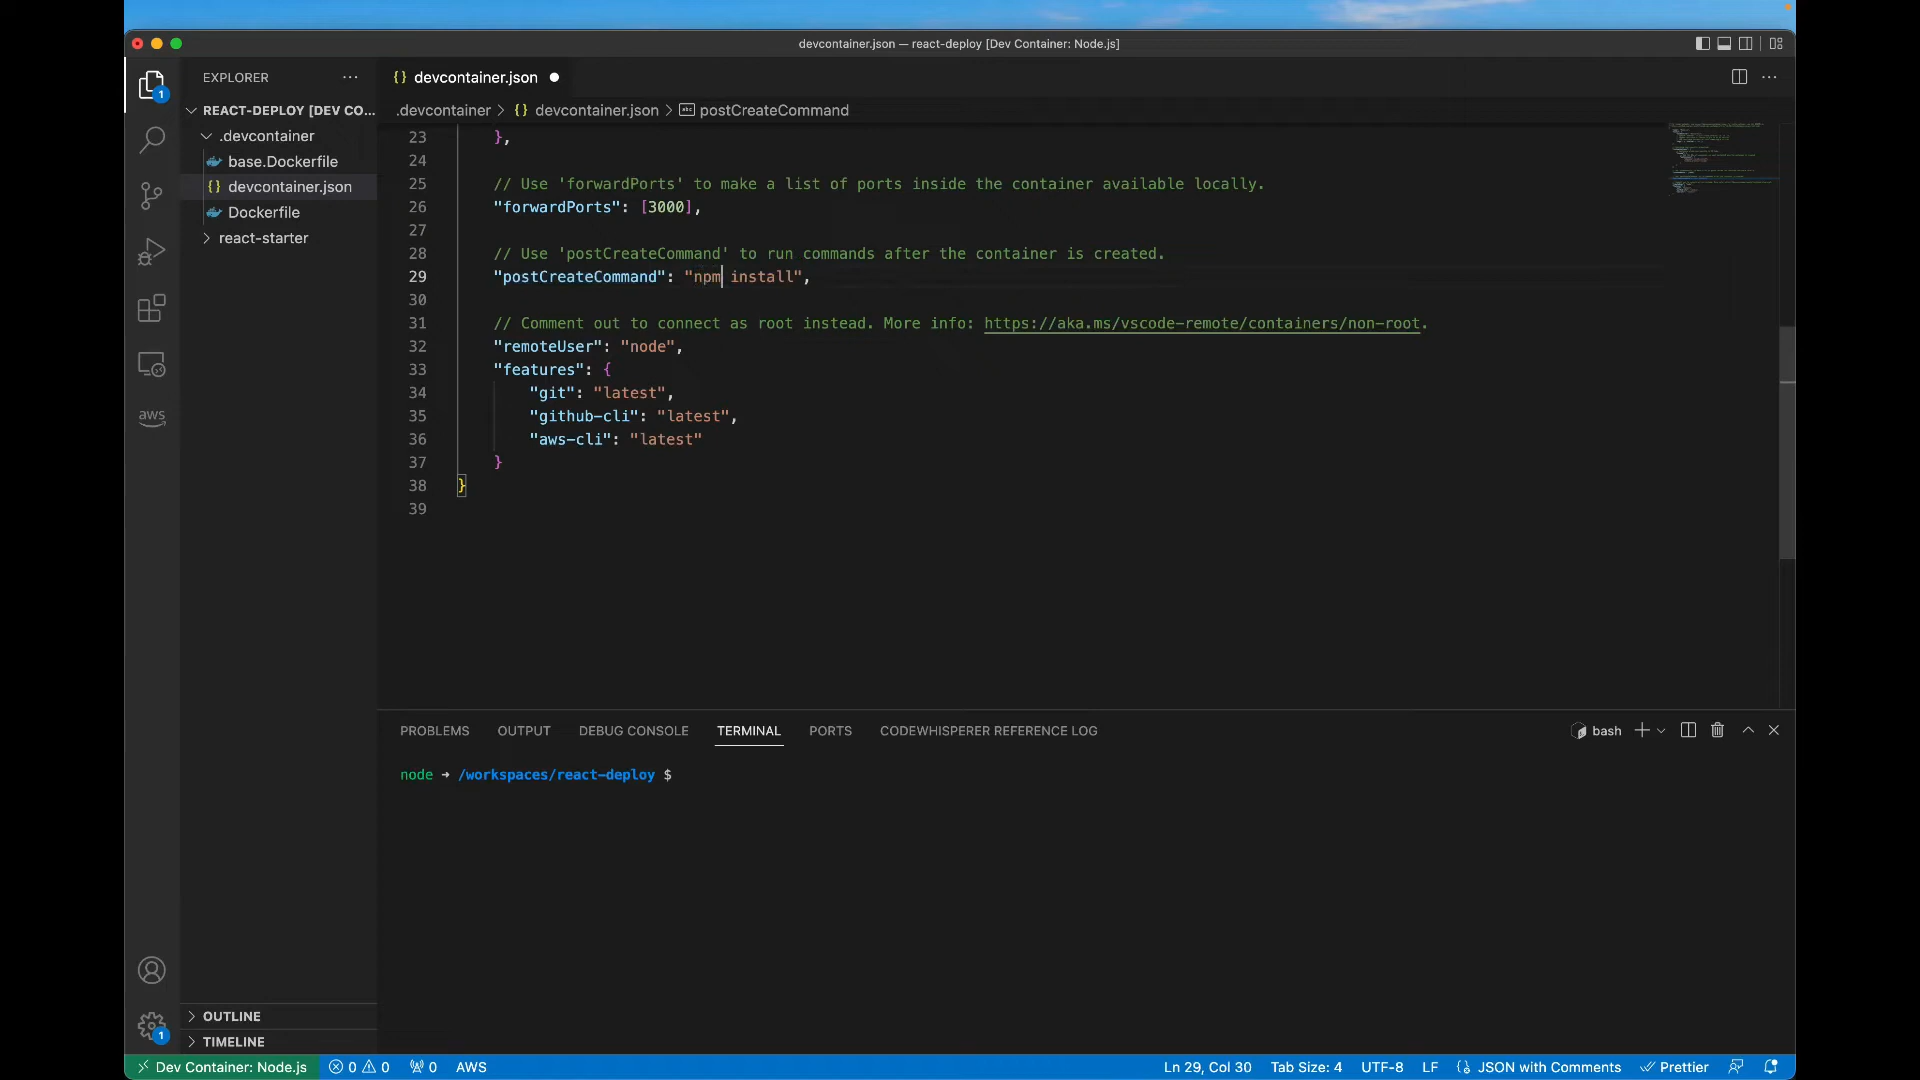 devcontainer.json — react-deploy [Dev Container: Node.js]
EXPLORER
REACT-DEPLOY [DEV CO...
.devcontainer
base.Dockerfile
devcontainer.json
Dockerfile
react-starter
OUTLINE
TIMELINE
1
aws
1
{} devcontainer.json
.devcontainer > {} devcontainer.json > postCreateCommand
23 },
24
25 // Use 'forwardPorts' to make a list of ports inside the container available locally.
26 "forwardPorts": [3000],
27
28 // Use 'postCreateCommand' to run commands after the container is created.
29 "postCreateCommand": "npm install",
30
31 // Comment out to connect as root instead. More info: https://aka.ms/vscode-remote/containers/non-root.
32 "remoteUser": "node",
33 "features": {
34 "git": "latest",
35 "github-cli": "latest",
36 "aws-cli": "latest"
37 }
38 }
39
PROBLEMS OUTPUT DEBUG CONSOLE TERMINAL PORTS CODEWHISPERER REFERENCE LOG
bash
node ➜ /workspaces/react-deploy $
Dev Container: Node.js 0 0 0 AWS Ln 29, Col 30 Tab Size: 4 UTF-8 LF {} JSON with Comments Prettier